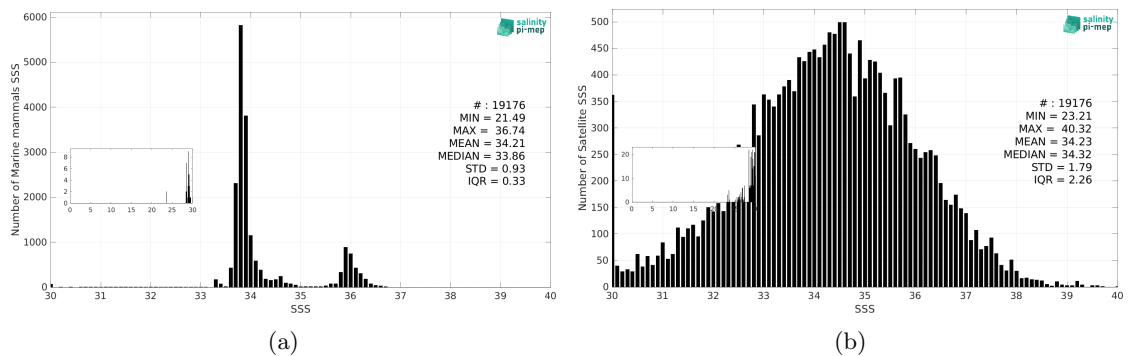 6000
5000
4000
3000
2000
1000
0
Number of Marine mammals SSS
salinity
pi-mep
# : 19176
MIN = 21.49
MAX = 36.74
MEAN = 34.21
MEDIAN = 33.86
STD = 0.93
IQR = 0.33
8
6
4
2
0
0 5 10 15 20 25 30
30 31 32 33 34 35 36 37 38 39 40
SSS
(a)
500
450
400
350
300
250
200
150
100
50
0
Number of Satellite SSS
salinity
pi-mep
# : 19176
MIN = 23.21
MAX = 40.32
MEAN = 34.23
MEDIAN = 34.32
STD = 1.79
IQR = 2.26
20
10
0
0 5 10 15 20
30 31 32 33 34 35 36 37 38 39 40
SSS
(b)